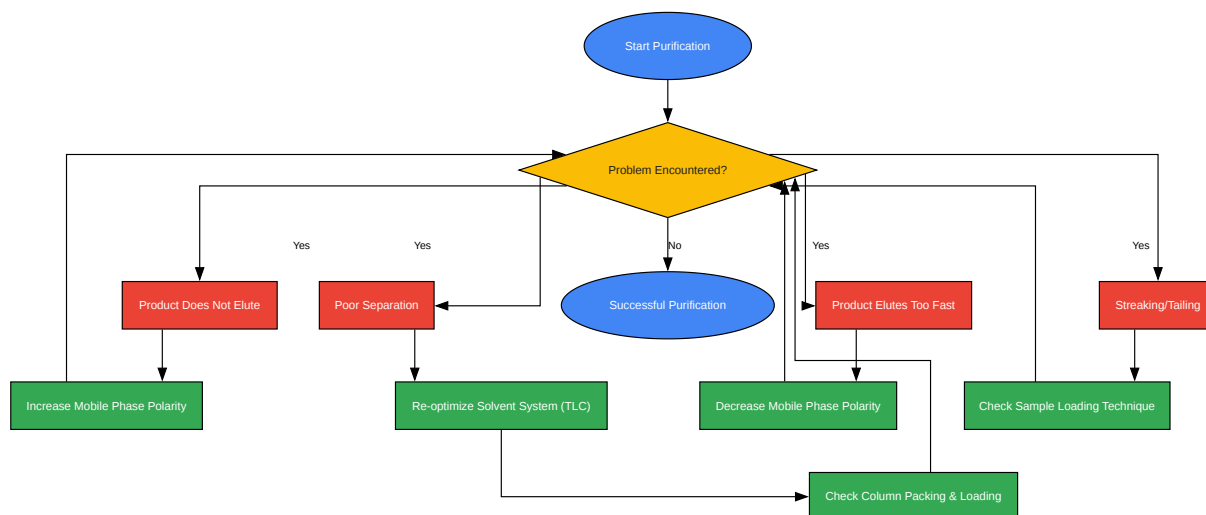 Start Purification
Problem Encountered?
Yes
Yes
No
Yes
Yes
Product Does Not Elute
Poor Separation
Successful Purification
Product Elutes Too Fast
Streaking/Tailing
Increase Mobile Phase Polarity
Re-optimize Solvent System (TLC)
Decrease Mobile Phase Polarity
Check Sample Loading Technique
Check Column Packing & Loading